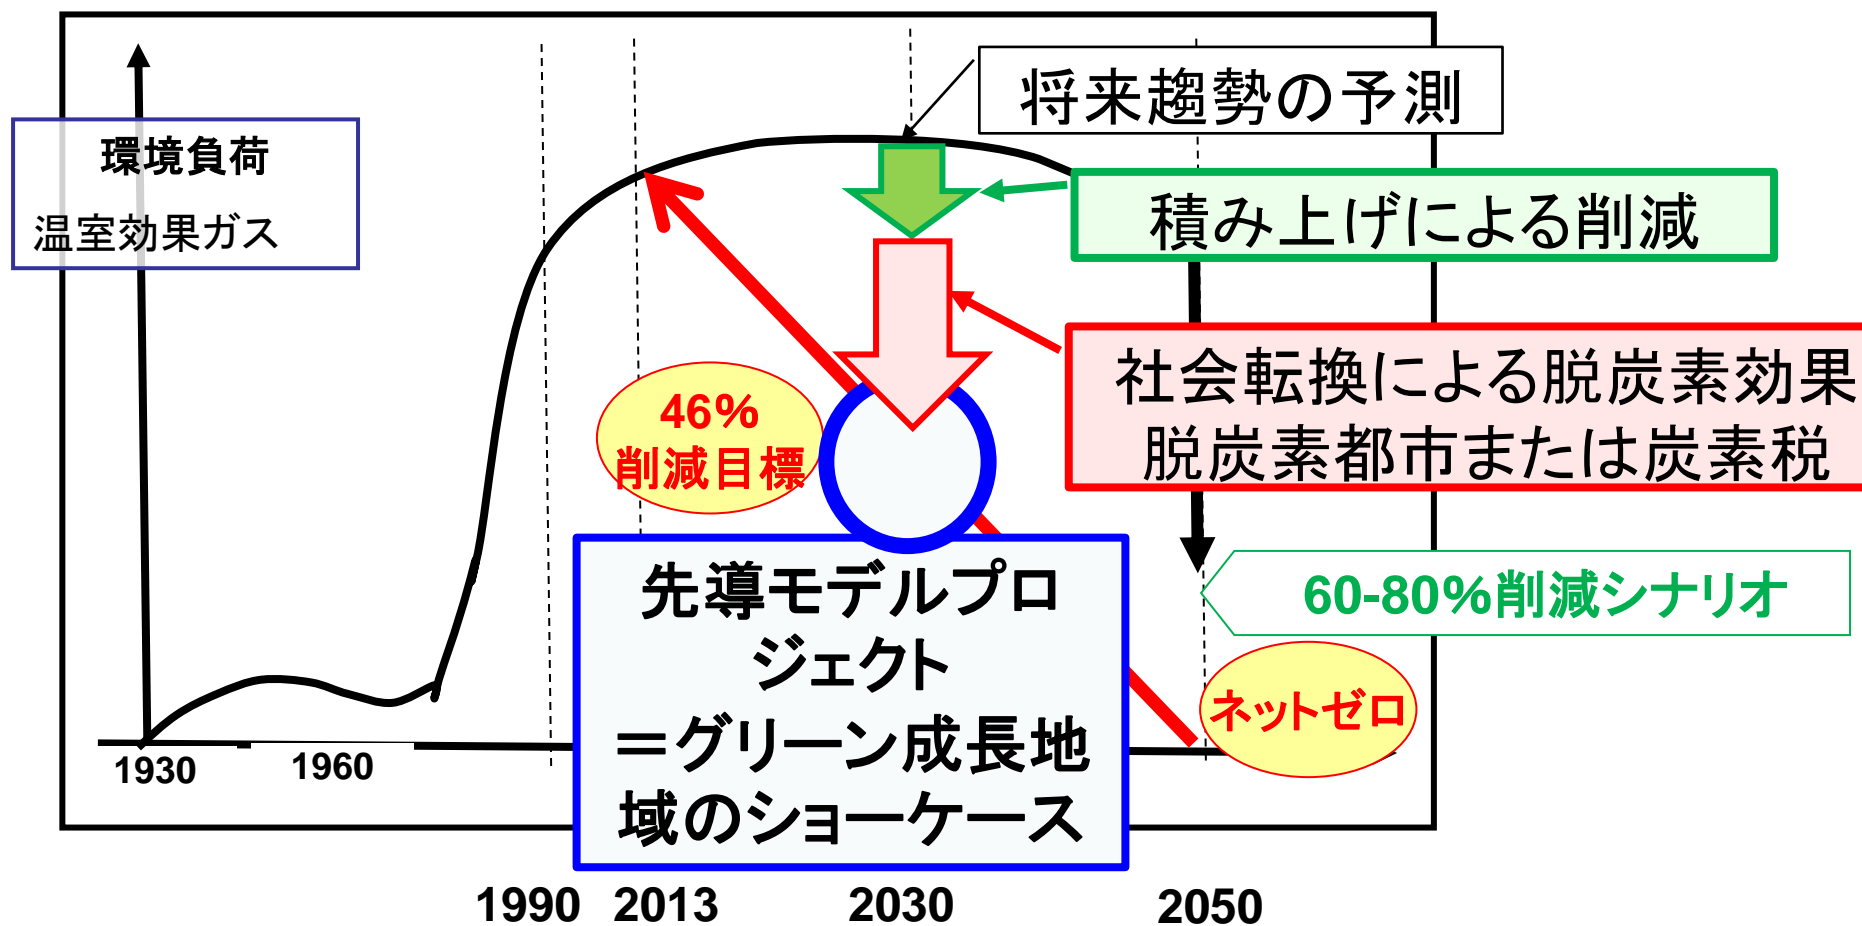 将来趨勢の予測
環境負荷
温室効果ガス
積み上げによる削減
社会転換による脱炭素効果
脱炭素都市または炭素税
46%
削減目標
先導モデルプロ
ジェクト
＝グリーン成長地
域のショーケース
60-80%削減シナリオ
ネットゼロ
1930
1960
1990
2013
2030
2050